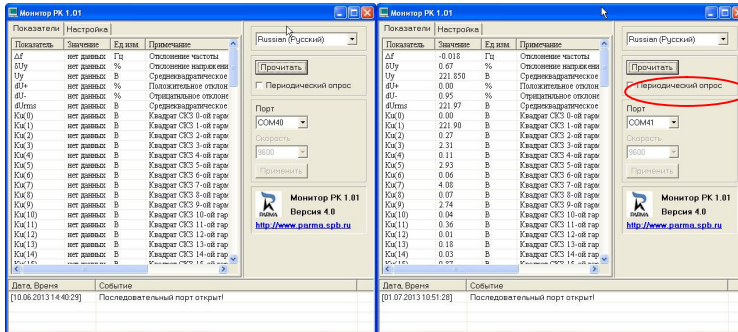 Монитор РК 1.01
Показатели Настройка
Показатель Значение Ед.изм. Примечание
Δf нет данных Гц Отклонение частоты
δUy нет данных % Отклонение напряжени
Uy нет данных В Среднеквадратическое
dU+ нет данных % Положительное отклон
dU- нет данных % Отрицательное отклоне
dUrms нет данных В Среднеквадратическое
Ku(0) нет данных В Квадрат СКЗ 0-ой гарм
Ku(1) нет данных В Квадрат СКЗ 1-ой гарм
Ku(2) нет данных В Квадрат СКЗ 2-ой гарм
Ku(3) нет данных В Квадрат СКЗ 3-ой гарм
Ku(4) нет данных В Квадрат СКЗ 4-ой гарм
Ku(5) нет данных В Квадрат СКЗ 5-ой гарм
Ku(6) нет данных В Квадрат СКЗ 6-ой гарм
Ku(7) нет данных В Квадрат СКЗ 7-ой гарм
Ku(8) нет данных В Квадрат СКЗ 8-ой гарм
Ku(9) нет данных В Квадрат СКЗ 9-ой гарм
Ku(10) нет данных В Квадрат СКЗ 10-ой гар
Ku(11) нет данных В Квадрат СКЗ 11-ой гар
Ku(12) нет данных В Квадрат СКЗ 12-ой гар
Ku(13) нет данных В Квадрат СКЗ 13-ой гар
Ku(14) нет данных В Квадрат СКЗ 14-ой гар
Russian (Русский)
Прочитать
Периодический опрос
Порт
COM40
Скорость
9600
Применить
PARMA
Монитор РК 1.01
Версия 4.0
http://www.parma.spb.ru
Дата, Время Событие
[10.06.2013 14:40:29] Последовательный порт открыт!
Монитор РК 1.01
Показатели Настройка
Показатель Значение Ед.изм. Примечание
Δf -0.018 Гц Отклонение частоты
δUy 0.67 % Отклонение напряжени
Uy 221.850 В Среднеквадратическое
dU+ 0.00 % Положительное отклон
dU- 0.95 % Отрицательное отклоне
dUrms 221.97 В Среднеквадратическое
Ku(0) 0.00 В Квадрат СКЗ 0-ой гарм
Ku(1) 221.90 В Квадрат СКЗ 1-ой гарм
Ku(2) 0.27 В Квадрат СКЗ 2-ой гарм
Ku(3) 2.31 В Квадрат СКЗ 3-ой гарм
Ku(4) 0.11 В Квадрат СКЗ 4-ой гарм
Ku(5) 2.93 В Квадрат СКЗ 5-ой гарм
Ku(6) 0.06 В Квадрат СКЗ 6-ой гарм
Ku(7) 4.08 В Квадрат СКЗ 7-ой гарм
Ku(8) 0.07 В Квадрат СКЗ 8-ой гарм
Ku(9) 2.74 В Квадрат СКЗ 9-ой гарм
Ku(10) 0.04 В Квадрат СКЗ 10-ой гар
Ku(11) 0.36 В Квадрат СКЗ 11-ой гар
Ku(12) 0.01 В Квадрат СКЗ 12-ой гар
Ku(13) 0.18 В Квадрат СКЗ 13-ой гар
Ku(14) 0.03 В Квадрат СКЗ 14-ой гар
Russian (Русский)
Прочитать
Периодический опрос
Порт
COM41
Скорость
9600
Применить
PARMA
Монитор РК 1.01
Версия 4.0
http://www.parma.spb.ru
Дата, Время Событие
[01.07.2013 10:51:28] Последовательный порт открыт!